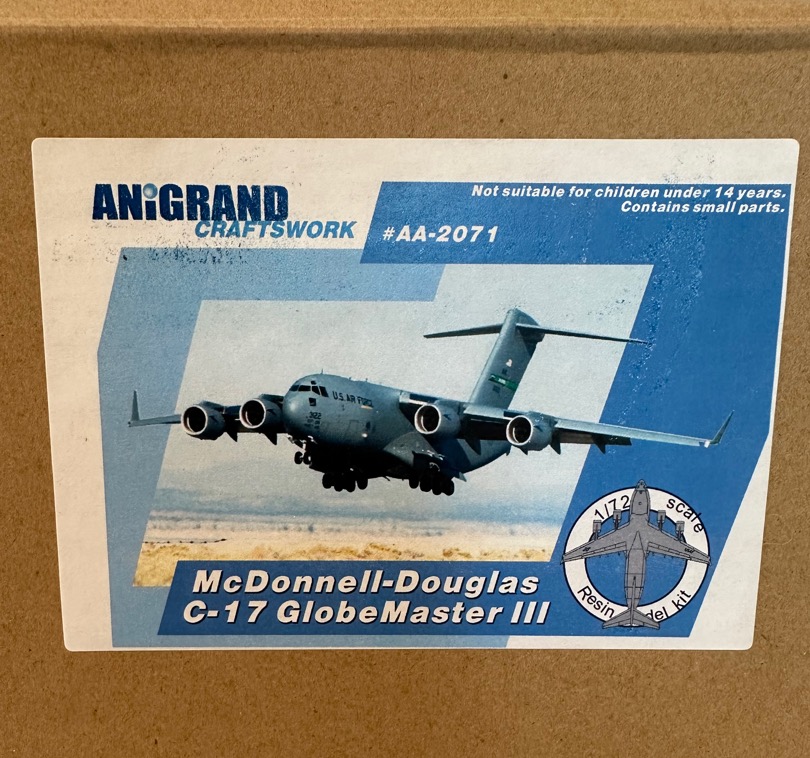 ANiGRAND
CRAFTSWORK
#AA-2071
Not suitable for children under 14 years.
Contains small parts.
U.S. AIR FORCE
1/72 scale
Resin del kit
McDonnell-Douglas
C-17 GlobeMaster III